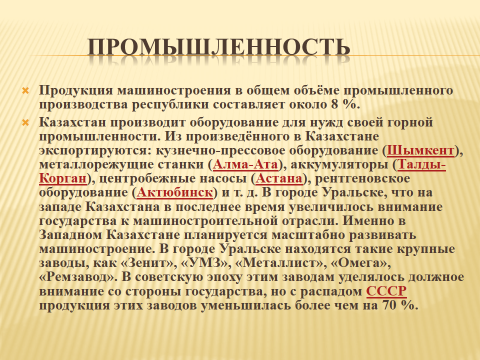 ПРОМЫШЛЕННОСТЬ
Продукция машиностроения в общем объёме промышленного
производства республики составляет около 8 %.
Казахстан производит оборудование для нужд своей горной
промышленности. Из произведённого в Казахстане
экспортируются: кузнечно-прессовое оборудование (Шымкент),
металлорежущие станки (Алма-Ата), аккумуляторы (Талды-
Корган), центробежные насосы (Астана), рентгеновское
оборудование (Актюбинск) и т. д. В городе Уральске, что на
западе Казахстана в последнее время увеличилось внимание
государства к машиностроительной отрасли. Именно в
Западном Казахстане планируется масштабно развивать
машиностроение. В городе Уральске находятся такие крупные
заводы, как «Зенит», «УМЗ», «Металлист», «Омега»,
«Ремзавод». В советскую эпоху этим заводам уделялось должное
внимание со стороны государства, но с распадом СССР
продукция этих заводов уменьшилась более чем на 70 %.